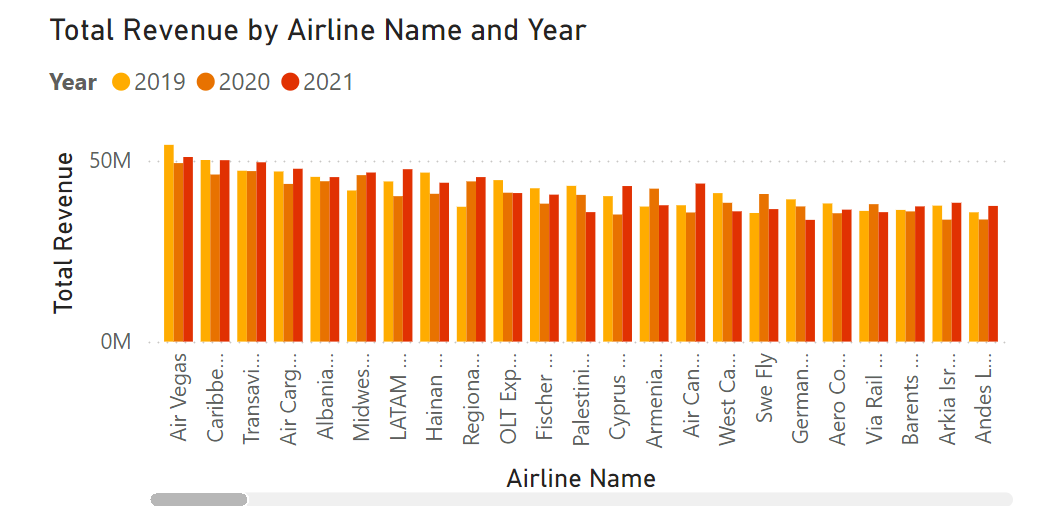 Total Revenue by Airline Name and Year
Year 2019 2020 2021
Total Revenue
50M
0M
Air Vegas
Caribbe...
Transavi...
Air Carg...
Albania...
Midwes...
LATAM ...
Hainan ...
Regiona...
OLT Exp...
Fischer ...
Palestini...
Cyprus ...
Armenia...
Air Can...
West Ca...
Swe Fly
German...
Aero Co...
Via Rail ...
Barents ...
Arkia Isr...
Andes L...
Airline Name